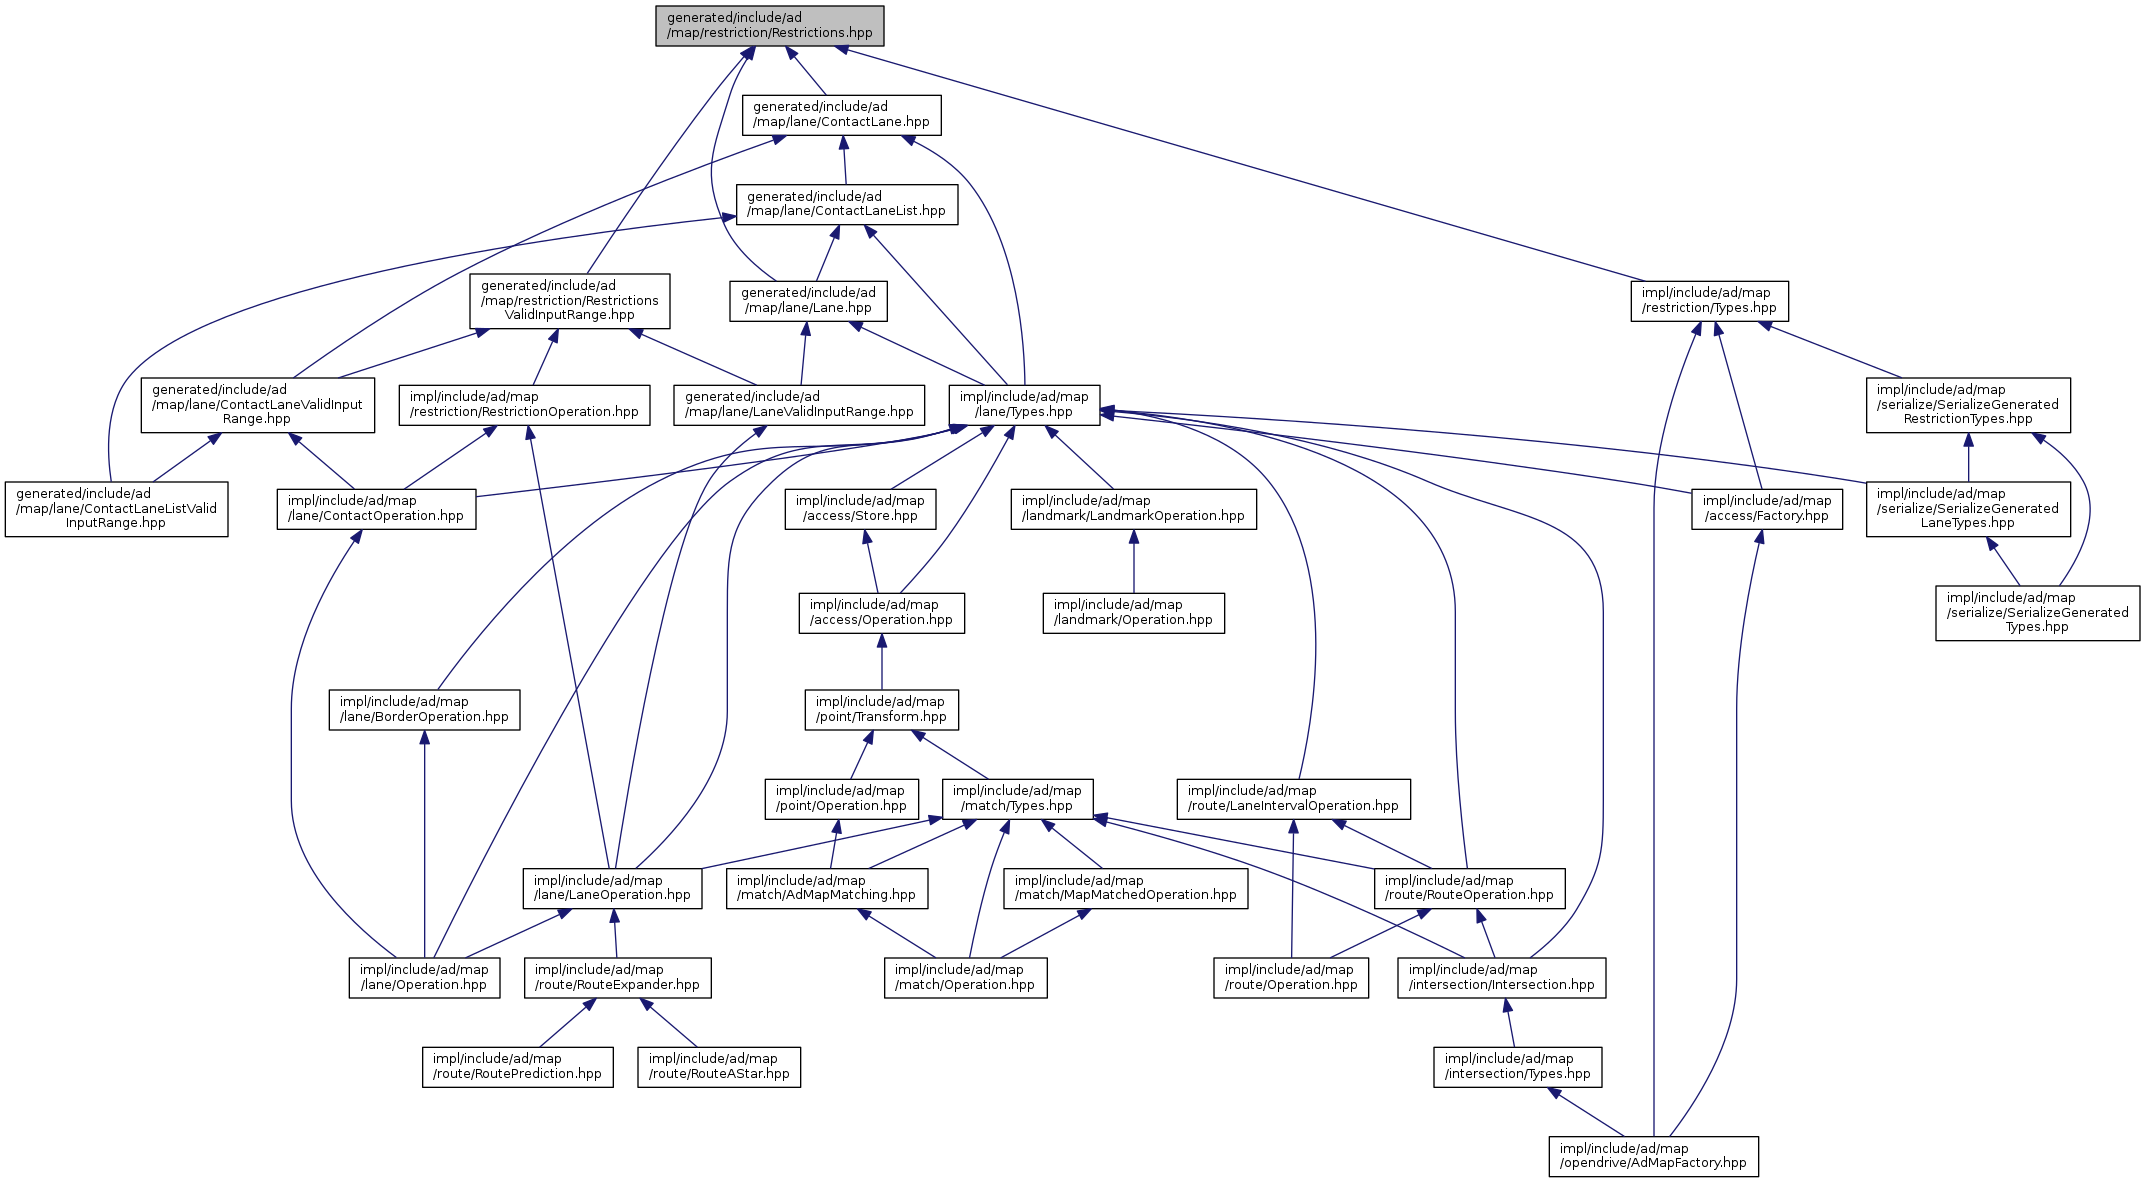 generated/include/ad
/map/restriction/Restrictions.hpp
generated/include/ad
/map/lane/ContactLane.hpp
generated/include/ad
/map/lane/ContactLaneList.hpp
generated/include/ad
/map/restriction/Restrictions
ValidInputRange.hpp
generated/include/ad
/map/lane/Lane.hpp
impl/include/ad/map
/restriction/Types.hpp
generated/include/ad
/map/lane/ContactLaneValidInput
Range.hpp
impl/include/ad/map
/restriction/RestrictionOperation.hpp
generated/include/ad
/map/lane/LaneValidInputRange.hpp
impl/include/ad/map
/lane/Types.hpp
impl/include/ad/map
/serialize/SerializeGenerated
RestrictionTypes.hpp
generated/include/ad
/map/lane/ContactLaneListValid
InputRange.hpp
impl/include/ad/map
/lane/ContactOperation.hpp
impl/include/ad/map
/access/Store.hpp
impl/include/ad/map
/landmark/LandmarkOperation.hpp
impl/include/ad/map
/access/Factory.hpp
impl/include/ad/map
/serialize/SerializeGenerated
LaneTypes.hpp
impl/include/ad/map
/access/Operation.hpp
impl/include/ad/map
/landmark/Operation.hpp
impl/include/ad/map
/serialize/SerializeGenerated
Types.hpp
impl/include/ad/map
/lane/BorderOperation.hpp
impl/include/ad/map
/point/Transform.hpp
impl/include/ad/map
/point/Operation.hpp
impl/include/ad/map
/match/Types.hpp
impl/include/ad/map
/route/LaneIntervalOperation.hpp
impl/include/ad/map
/lane/LaneOperation.hpp
impl/include/ad/map
/match/AdMapMatching.hpp
impl/include/ad/map
/match/MapMatchedOperation.hpp
impl/include/ad/map
/route/RouteOperation.hpp
impl/include/ad/map
/lane/Operation.hpp
impl/include/ad/map
/route/RouteExpander.hpp
impl/include/ad/map
/match/Operation.hpp
impl/include/ad/map
/route/Operation.hpp
impl/include/ad/map
/intersection/Intersection.hpp
impl/include/ad/map
/route/RoutePrediction.hpp
impl/include/ad/map
/route/RouteAStar.hpp
impl/include/ad/map
/intersection/Types.hpp
impl/include/ad/map
/opendrive/AdMapFactory.hpp